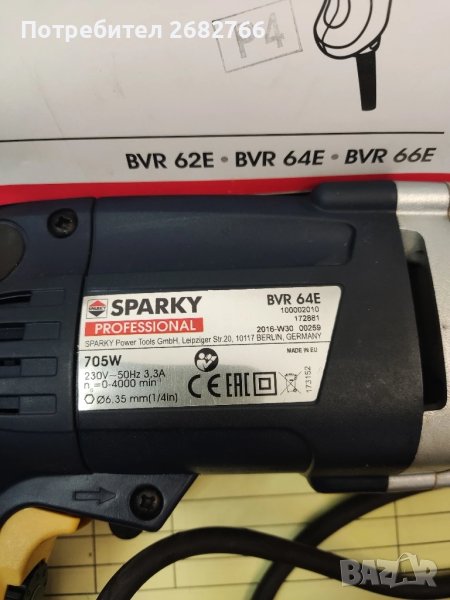 Потребител 2682766
P4
BVR 62E • BVR 64E • BVR 66E
SPARKY
SPARKY
PROFESSIONAL
BVR 64E
100002010
172881
2016-W30 00259
SPARKY Power Tools GmbH, Leipziger Str.20, 10117 BERLIN, GERMANY
MADE IN EU
705W
230V~50Hz 3,3A
n₀=0-4000 min⁻¹
Ø6.35 mm(1/4in)
CE EAC
173152
BAZAR